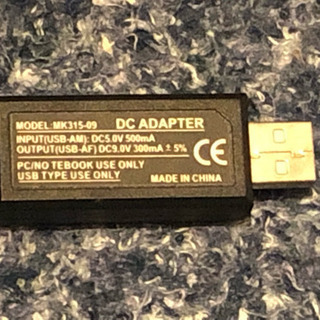 MODEL:MK315-09 DC ADAPTER
INPUT(USB-AM): DC5.0V 500mA
OUTPUT(USB-AF) DC9.0V 300mA ± 5%
PC/NO TEBOOK USE ONLY
USB TYPE USE ONLY MADE IN CHINA
CE